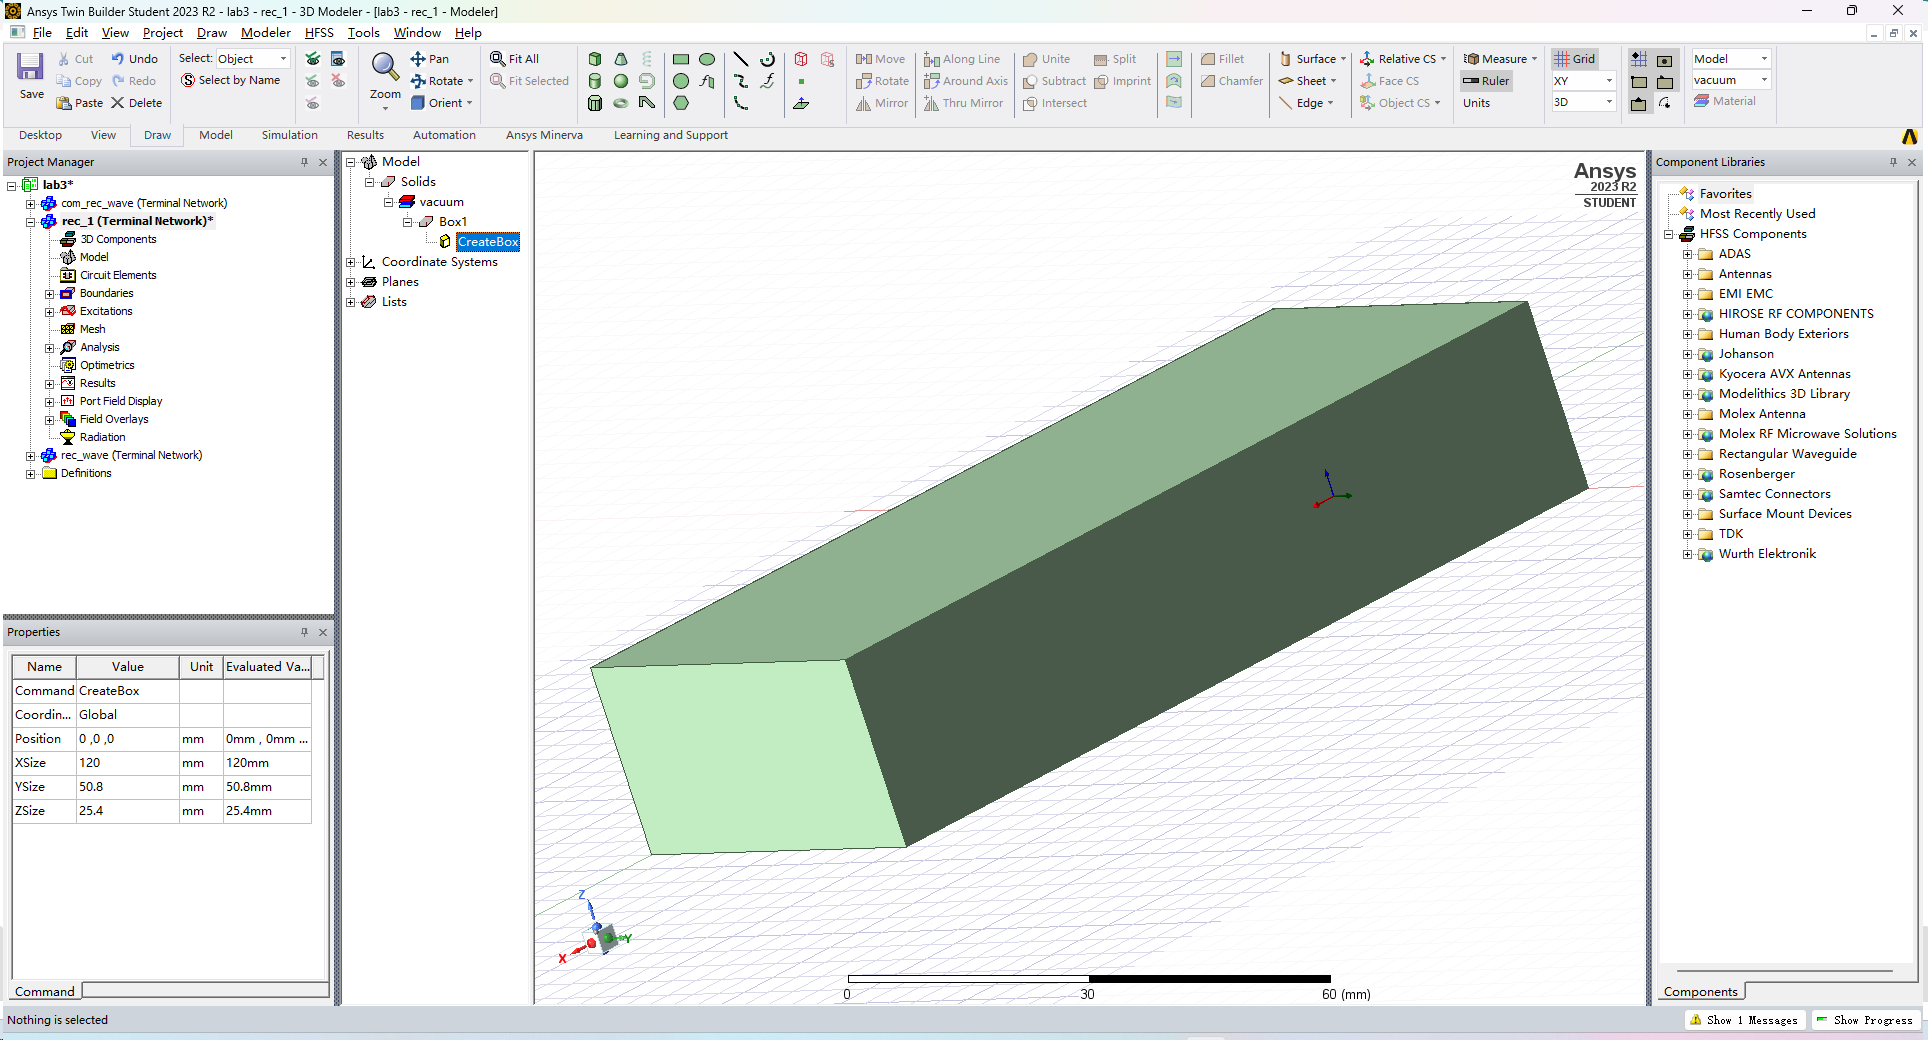 Ansys Twin Builder Student 2023 R2 - lab3 - rec_1 - 3D Modeler - [lab3 - rec_1 - Modeler]
File Edit View Project Draw Modeler HFSS Tools Window Help
Save
Cut
Copy
Paste
Undo
Redo
Delete
Select: Object
Select by Name
Zoom
Pan
Rotate
Orient
Fit All
Fit Selected
Move
Rotate
Mirror
Along Line
Around Axis
Thru Mirror
Unite
Subtract
Intersect
Split
Imprint
Fillet
Chamfer
Surface
Sheet
Edge
Relative CS
Face CS
Object CS
Measure
Ruler
Units
Grid
XY
3D
Model
vacuum
Material
Desktop View Draw Model Simulation Results Automation Ansys Minerva Learning and Support
Project Manager
lab3*
com_rec_wave (Terminal Network)
rec_1 (Terminal Network)*
3D Components
Model
Circuit Elements
Boundaries
Excitations
Mesh
Analysis
Optimetrics
Results
Port Field Display
Field Overlays
Radiation
rec_wave (Terminal Network)
Definitions
Properties
Name Value Unit Evaluated Va...
Command CreateBox
Coordin... Global
Position 0 ,0 ,0 mm 0mm , 0mm ...
XSize 120 mm 120mm
YSize 50.8 mm 50.8mm
ZSize 25.4 mm 25.4mm
Command
Model
Solids
vacuum
Box1
CreateBox
Coordinate Systems
Planes
Lists
Ansys
2023 R2
STUDENT
Z
Y
X
0 30 60 (mm)
Component Libraries
Favorites
Most Recently Used
HFSS Components
ADAS
Antennas
EMI EMC
HIROSE RF COMPONENTS
Human Body Exteriors
Johanson
Kyocera AVX Antennas
Modelithics 3D Library
Molex Antenna
Molex RF Microwave Solutions
Rectangular Waveguide
Rosenberger
Samtec Connectors
Surface Mount Devices
TDK
Wurth Elektronik
Components
Nothing is selected
Show 1 Messages
Show Progress